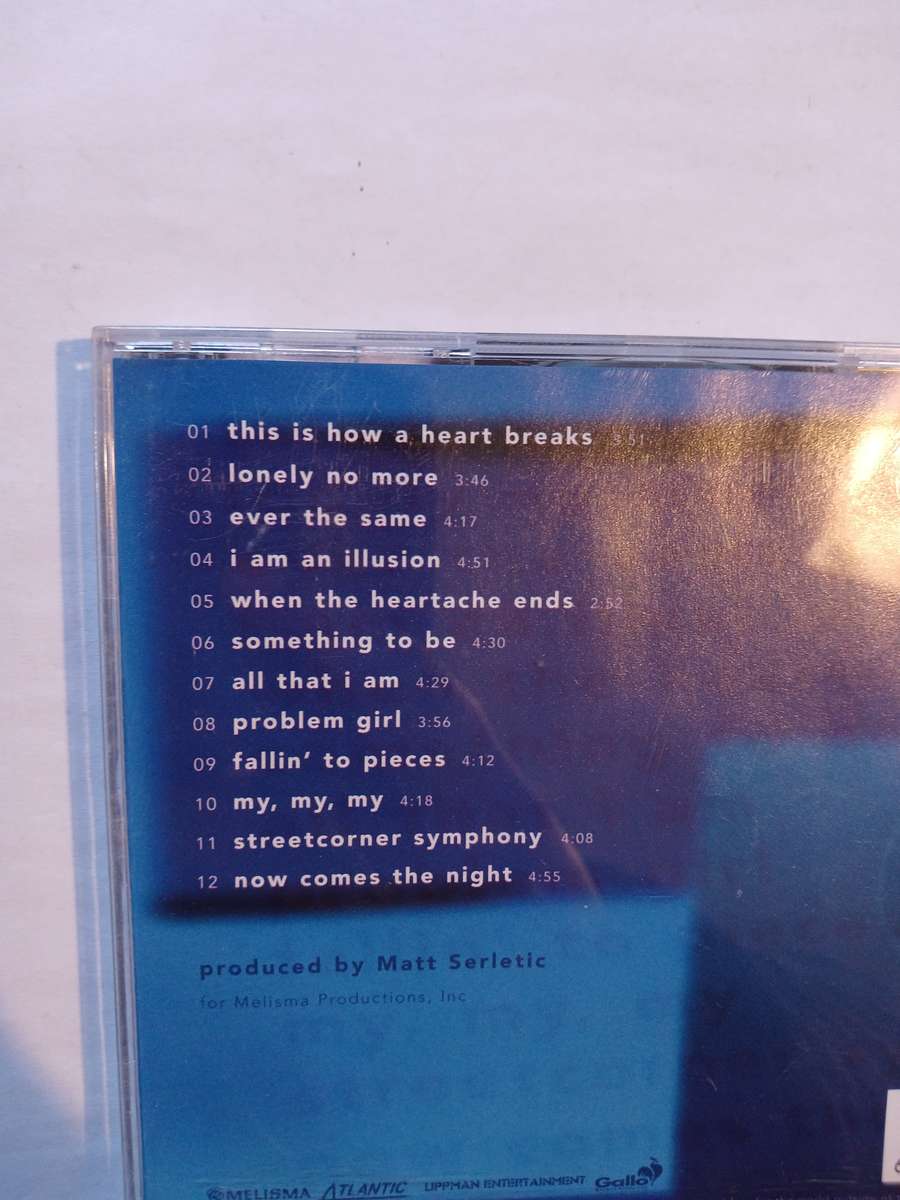 01 this is how a heart breaks 3:51
02 lonely no more 3:46
03 ever the same 4:17
04 i am an illusion 4:51
05 when the heartache ends 2:52
06 something to be 4:30
07 all that i am 4:29
08 problem girl 3:56
09 fallin' to pieces 4:12
10 my, my, my 4:18
11 streetcorner symphony 4:08
12 now comes the night 4:55
produced by Matt Serletic
for Melisma Productions, Inc
MELISMA ATLANTIC LIPPMAN ENTERTAINMENT Gallo